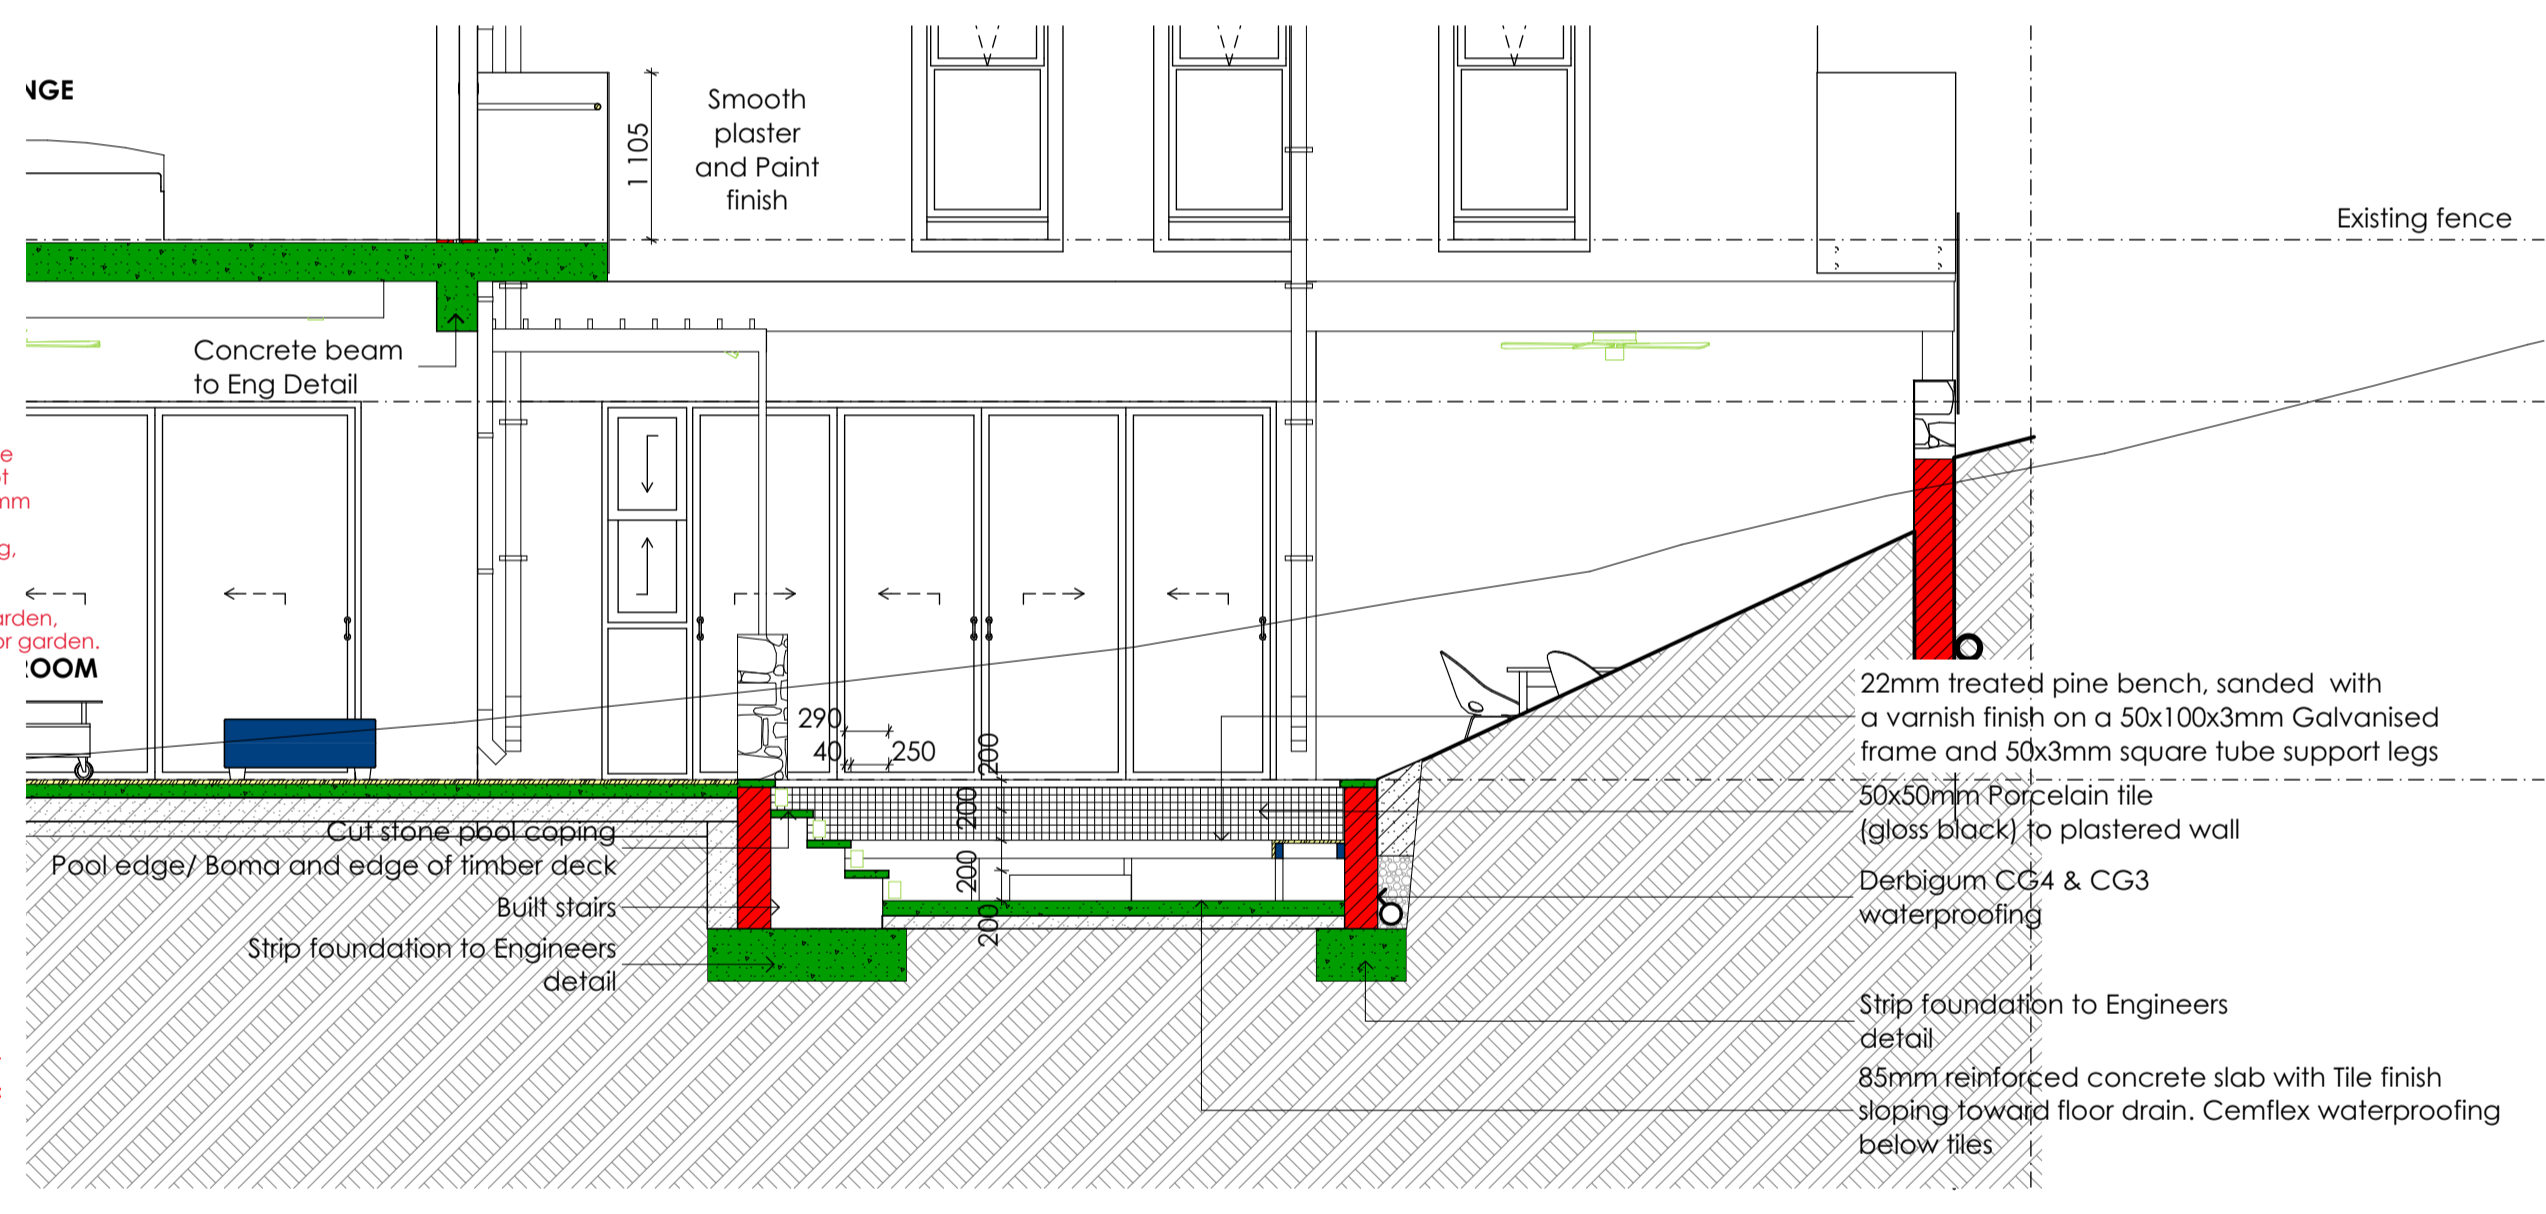 NGE
Smooth
plaster
and Paint
finish
1 105
Existing fence
Concrete beam
to Eng Detail
mm
g,
arden,
or garden.
ROOM
290
40
250
200
200
200
200
22mm treated pine bench, sanded with
a varnish finish on a 50x100x3mm Galvanised
frame and 50x3mm square tube support legs
50x50mm Porcelain tile
(gloss black) to plastered wall
Cut stone pool coping
Pool edge/ Boma and edge of timber deck
Built stairs
Strip foundation to Engineers
detail
Derbigum CG4 & CG3
waterproofing
Strip foundation to Engineers
detail
85mm reinforced concrete slab with Tile finish
sloping toward floor drain. Cemflex waterproofing
below tiles